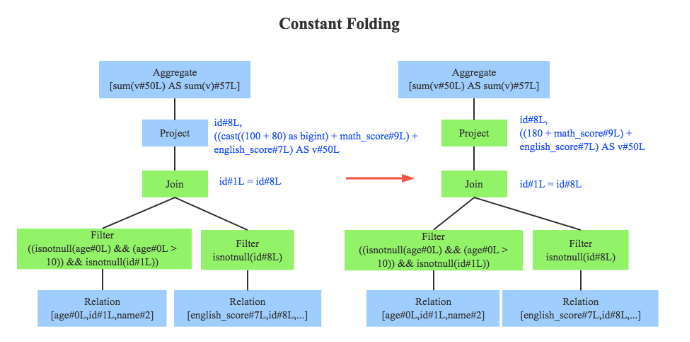 Constant Folding
Aggregate
[sum(v#50L) AS sum(v)#57L]
Project
id#8L,
((cast((100 + 80) as bigint) + math_score#9L) +
english_score#7L) AS v#50L
Join
id#1L = id#8L
Filter
((isnotnull(age#0L) && (age#0L >
10)) && isnotnull(id#1L))
Filter
isnotnull(id#8L)
Relation
[age#0L,id#1L,name#2]
Relation
[english_score#7L,id#8L,...]
Aggregate
[sum(v#50L) AS sum(v)#57L]
Project
id#8L,
((180 + math_score#9L) +
english_score#7L) AS v#50L
Join
id#1L = id#8L
Filter
((isnotnull(age#0L) && (age#0L >
10)) && isnotnull(id#1L))
Filter
isnotnull(id#8L)
Relation
[age#0L,id#1L,name#2]
Relation
[english_score#7L,id#8L,...]